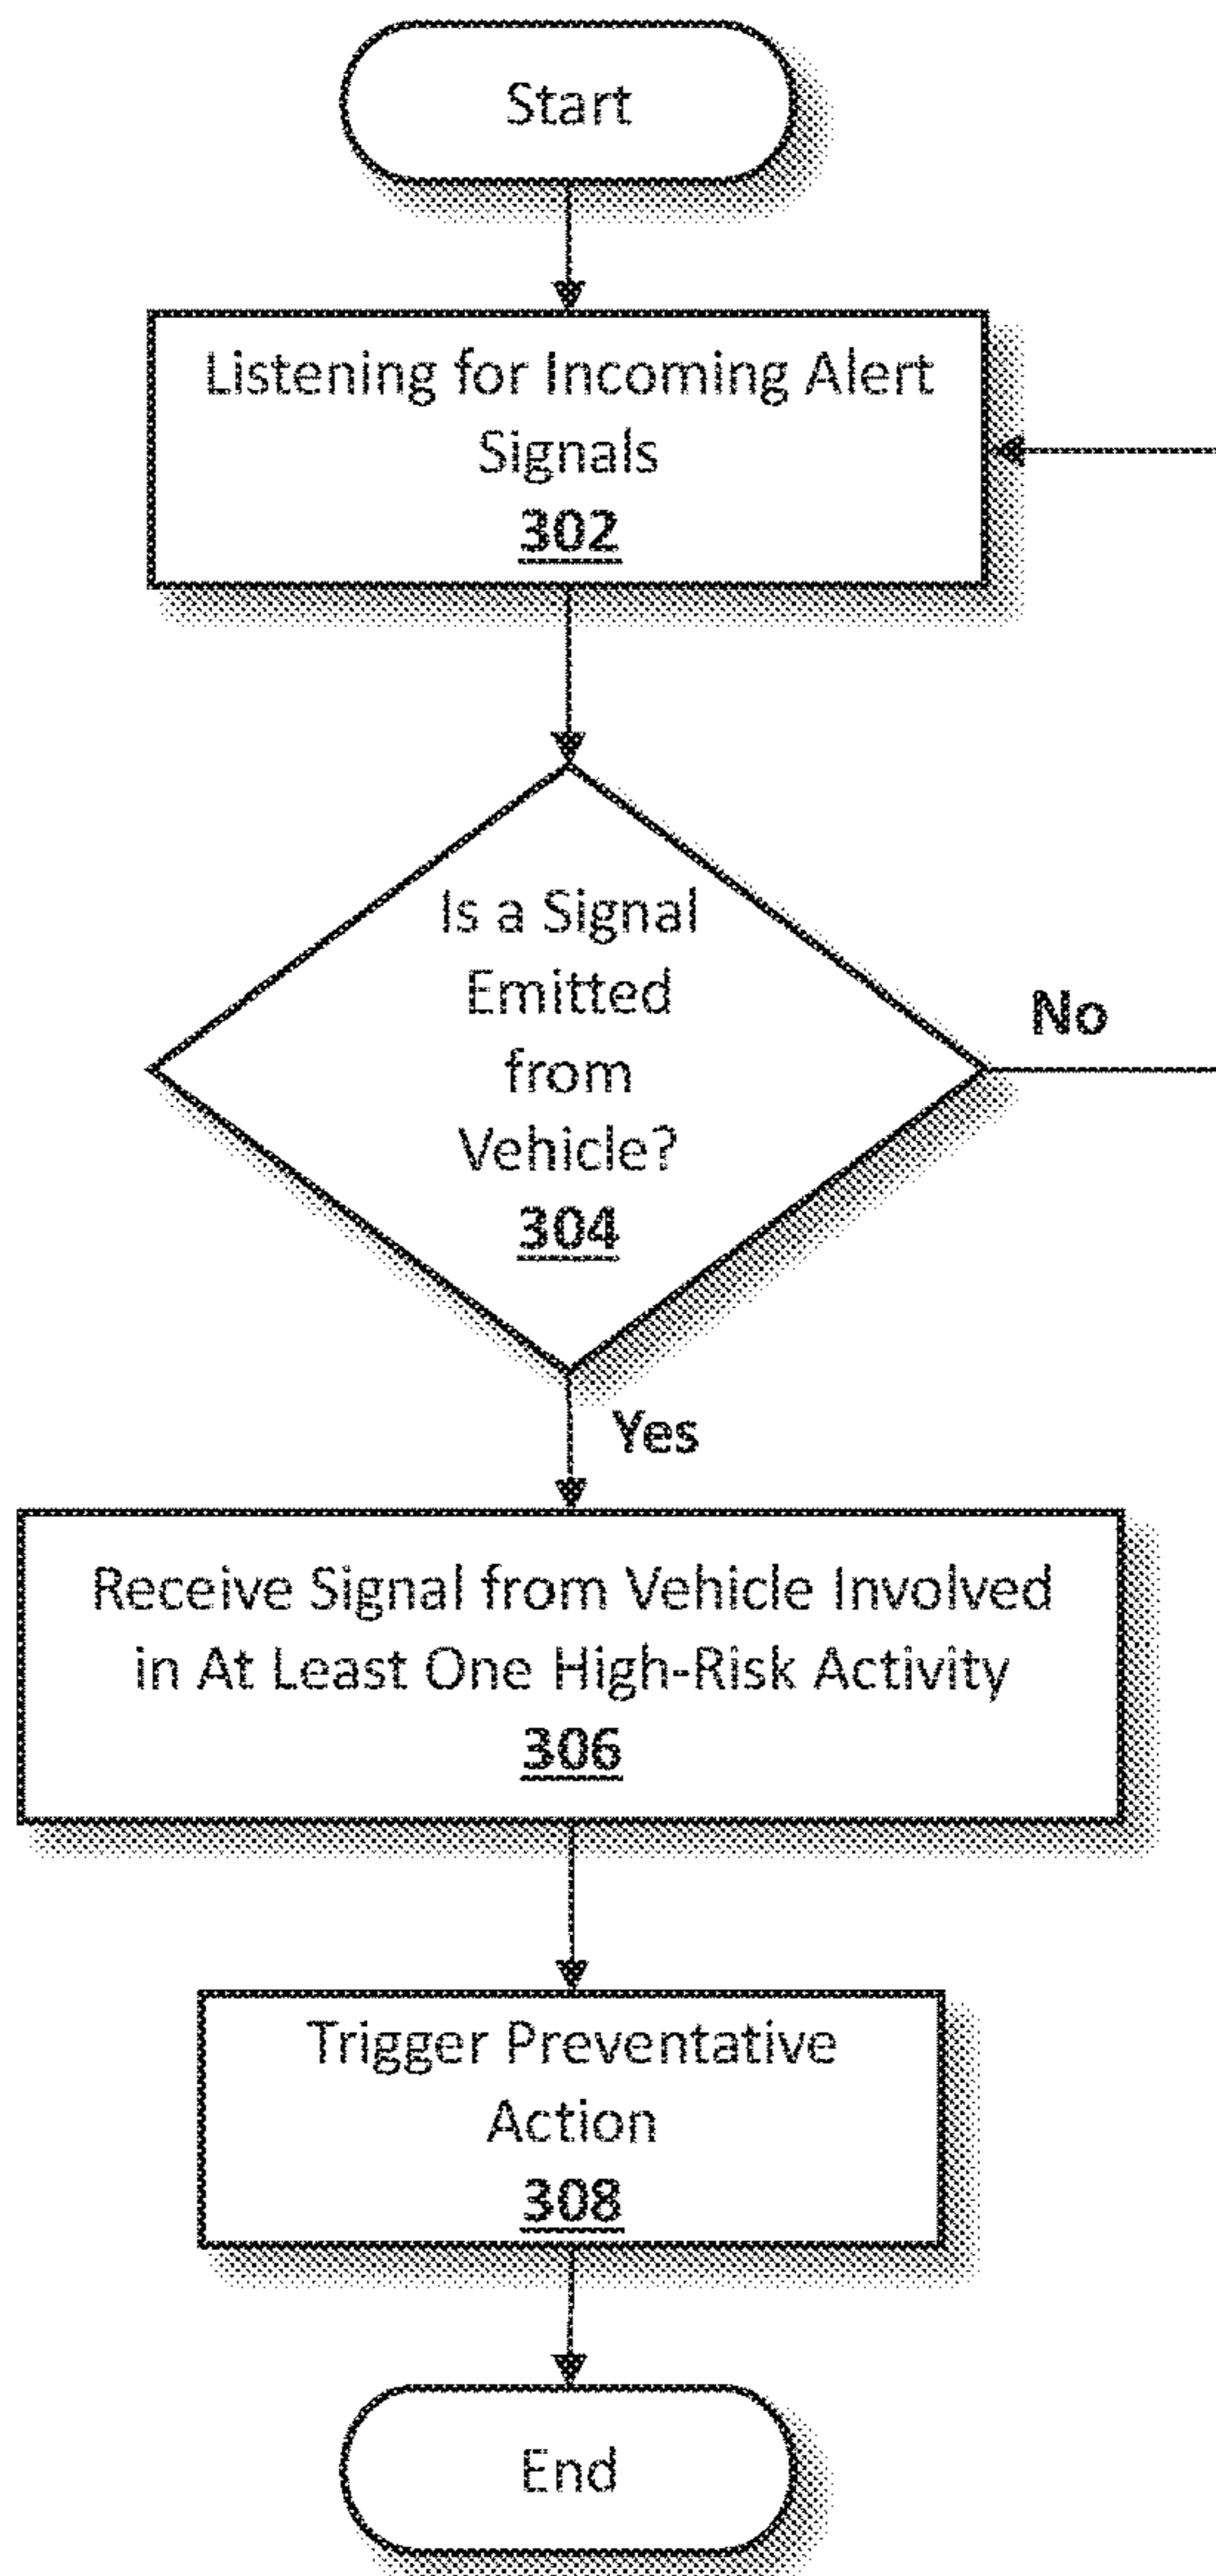 Start
Listening for Incoming Alert
Signals
302
Is a Signal
Emitted
from
Vehicle?
304
No
Yes
Receive Signal from Vehicle Involved
in At Least One High-Risk Activity
306
Trigger Preventative
Action
308
End